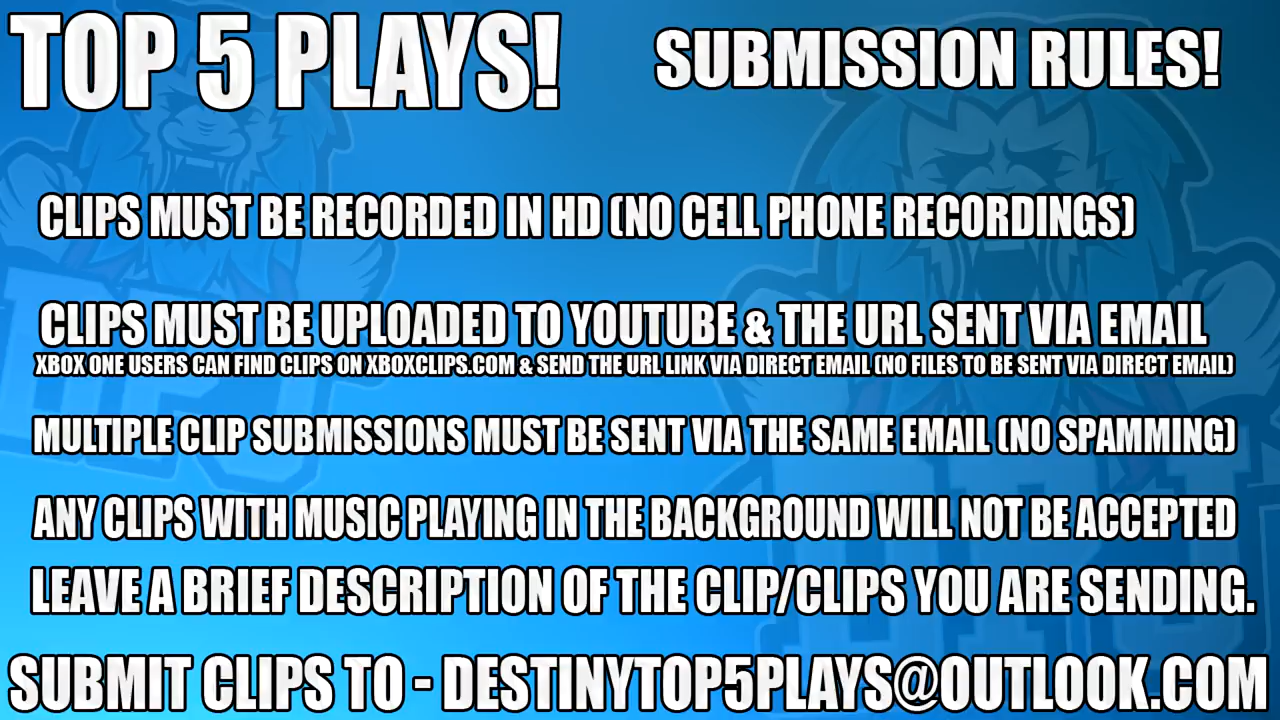 TOP 5 PLAYS!
SUBMISSION RULES!
CLIPS MUST BE RECORDED IN HD (NO CELL PHONE RECORDINGS)
CLIPS MUST BE UPLOADED TO YOUTUBE & THE URL SENT VIA EMAIL
XBOX ONE USERS CAN FIND CLIPS ON XBOXCLIPS.COM & SEND THE URL LINK VIA DIRECT EMAIL (NO FILES TO BE SENT VIA DIRECT EMAIL)
MULTIPLE CLIP SUBMISSIONS MUST BE SENT VIA THE SAME EMAIL (NO SPAMMING)
ANY CLIPS WITH MUSIC PLAYING IN THE BACKGROUND WILL NOT BE ACCEPTED
LEAVE A BRIEF DESCRIPTION OF THE CLIP/CLIPS YOU ARE SENDING.
SUBMIT CLIPS TO - DESTINYTOP5PLAYS@OUTLOOK.COM